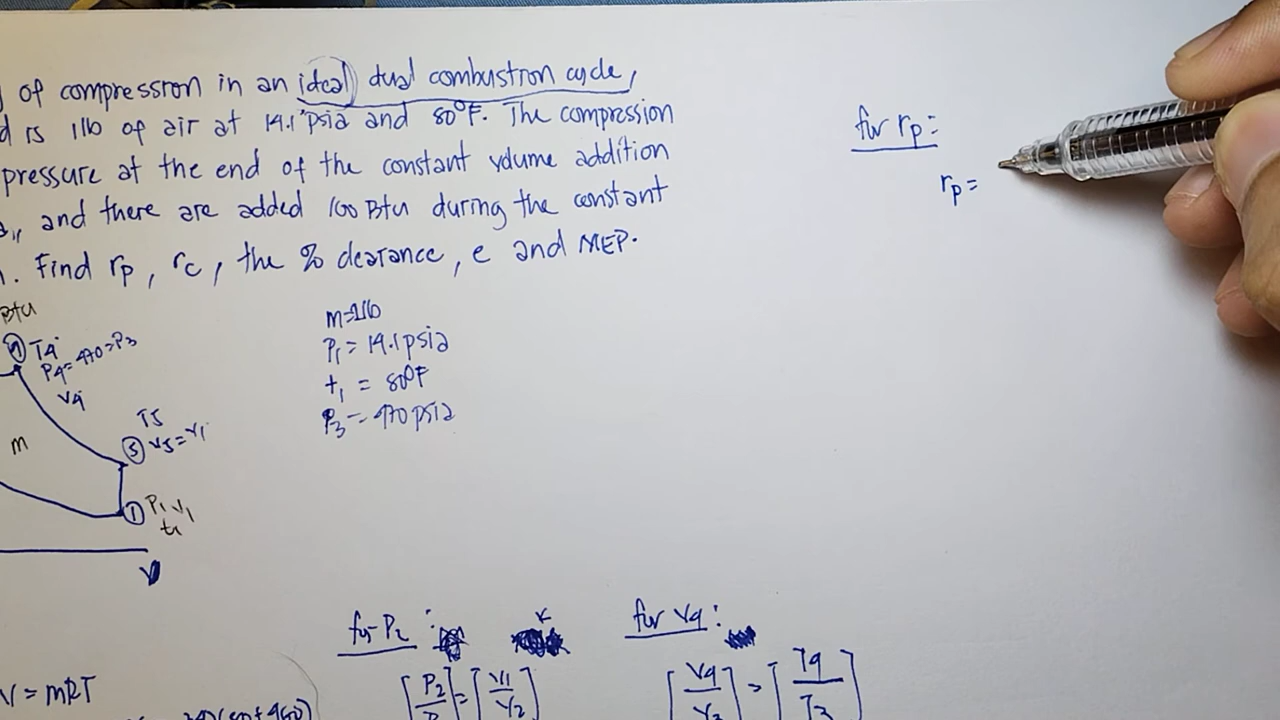 of compression in an ideal dual combustion cycle,
is 1lb of air at 14.1 psia and 80°F. The compression
pressure at the end of the constant volume addition
and there are added 100 Btu during the constant
. Find rp, rc, the % clearance, e and MEP.
for rp:
rp=
Btu
4 T4
P4=470=P3
V4
T5
5 V5=V1
m
1 P1 V1
t1
V
m=1lb
P1 = 14.1 psia
t1 = 80°F
P3 = 470 psia
for P2 :
for V4:
[P2/P ]=[V1/V2]
[V4/V3] = [T4/T3]
V = mRT